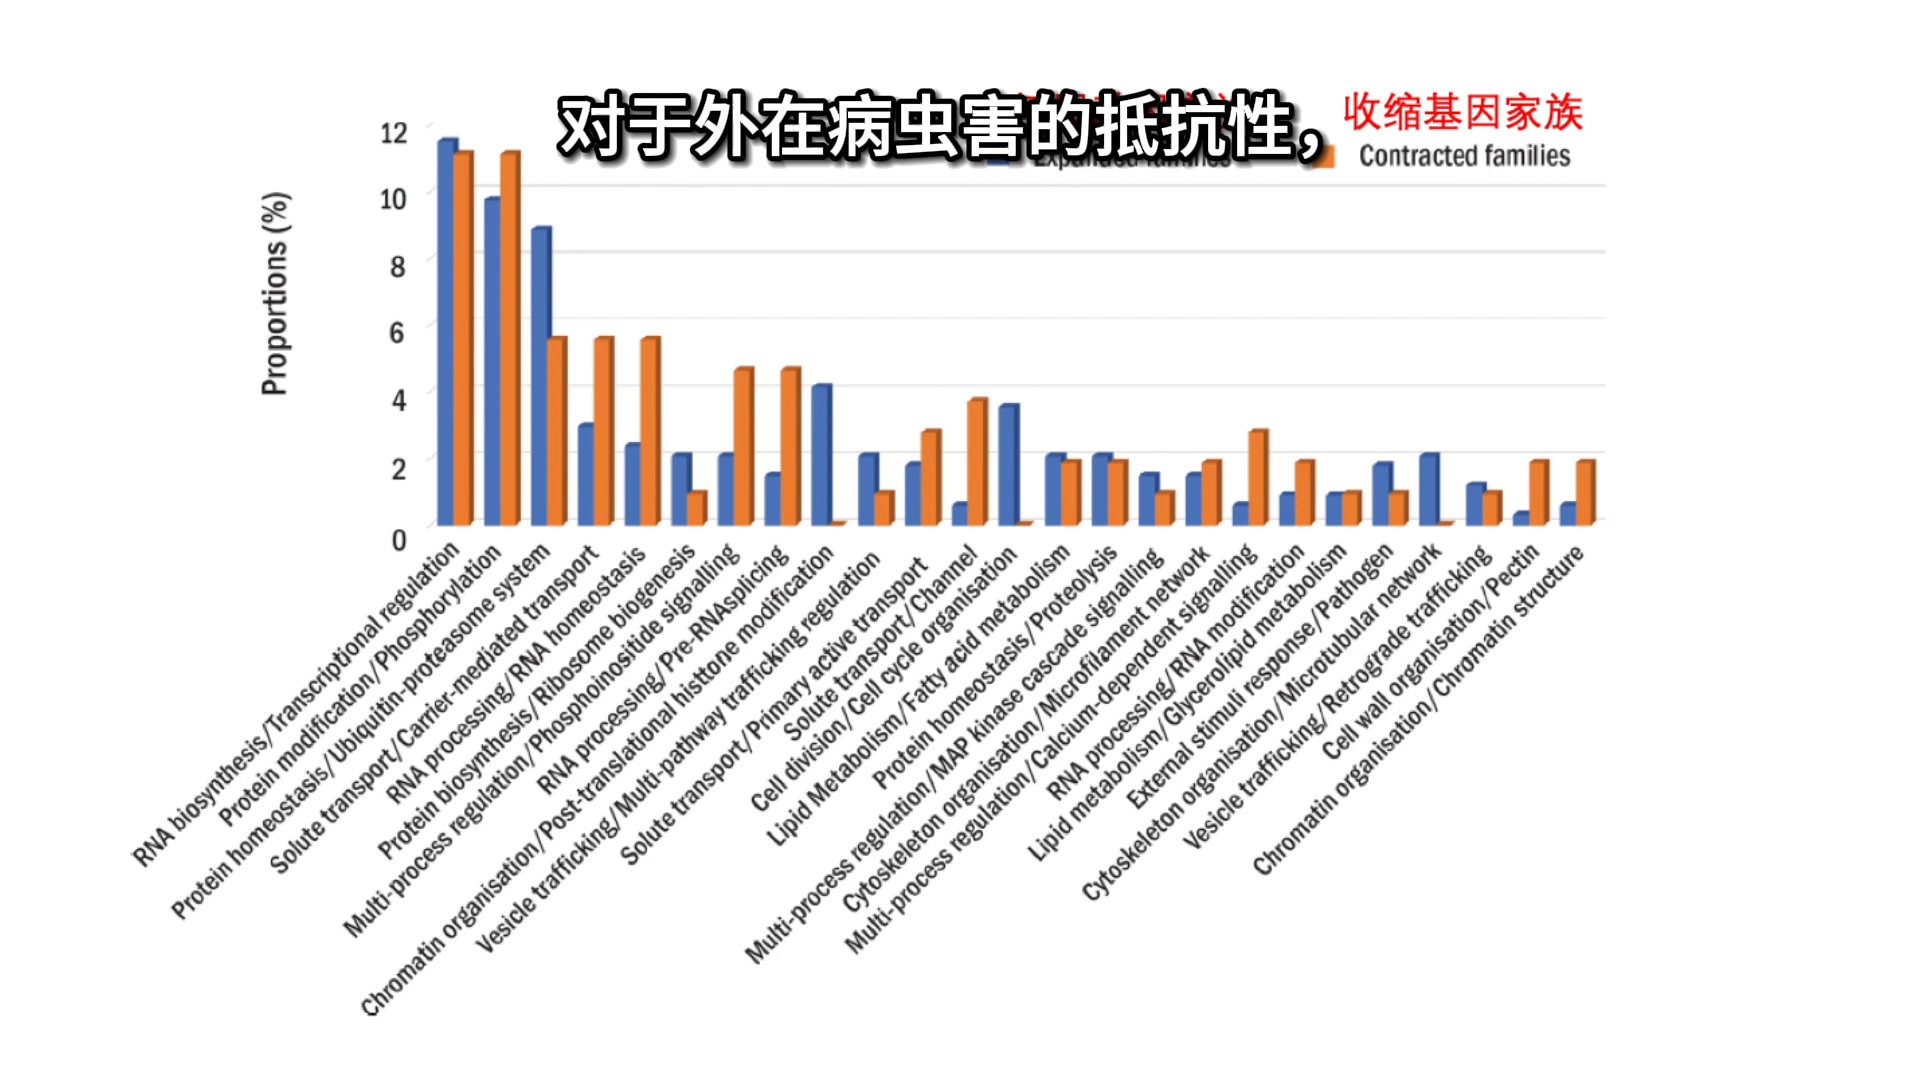 对于外在病虫害的抵抗性，
收缩基因家族
Expanded families
Contracted families
Proportions (%)
12
10
8
6
4
2
0
RNA biosynthesis/Transcriptional regulation
Protein modification/Phosphorylation
Protein homeostasis/Ubiquitin-proteasome system
Solute transport/Carrier-mediated transport
RNA processing/RNA homeostasis
Protein biosynthesis/Ribosome biogenesis
Multi-process regulation/Phosphoinositide signalling
RNA processing/Pre-RNAsplicing
Chromatin organisation/Post-translational histtone modification
Vesicle trafficking/Multi-pathway trafficking regulation
Solute transport/Primary active transport
Solute transport/Channel
Cell division/Cell cycle organisation
Lipid Metabolism/Fatty acid metabolism
Protein homeostasis/Proteolysis
Multi-process regulation/MAP kinase cascade signalling
Cytoskeleton organisation/Microfilament network
Multi-process regulation/Calcium-dependent signalling
RNA processing/RNA modification
Lipid metabolism/Glycerolipid metabolism
External stimuli response/Pathogen
Cytoskeleton organisation/Microtubular network
Vesicle trafficking/Retrograde trafficking
Cell wall organisation/Pectin
Chromatin organisation/Chromatin structure